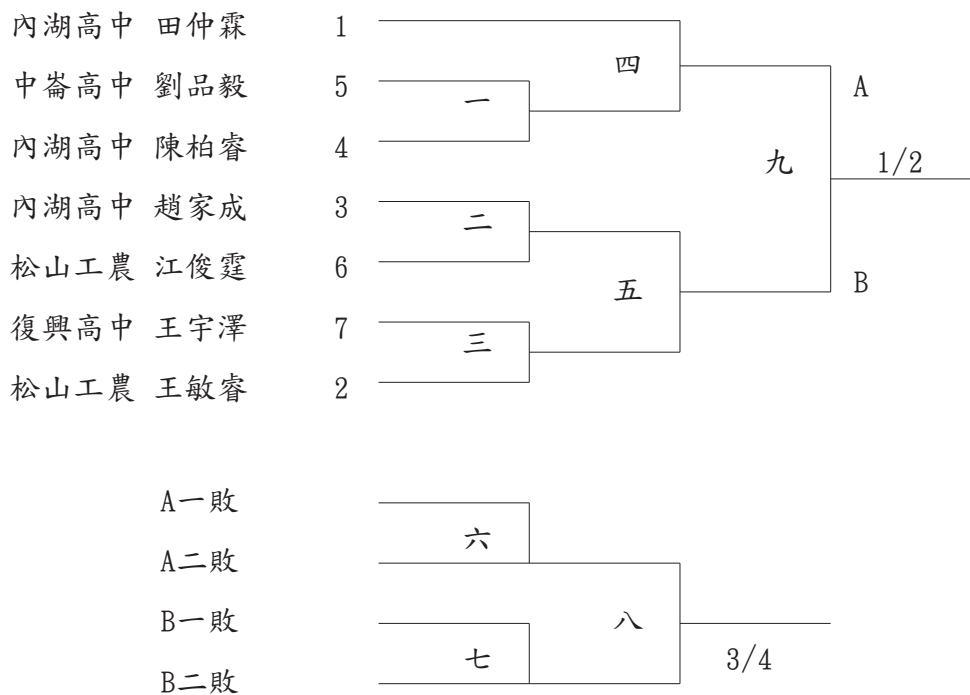 內湖高中 田仲霖 1
四
中崙高中 劉品毅 5
一
A
內湖高中 陳柏睿 4
九
1/2
內湖高中 趙家成 3
二
松山工農 江俊霆 6
五
B
復興高中 王宇澤 7
三
松山工農 王敏睿 2
A一敗
六
A二敗
B一敗
八
七
3/4
B二敗